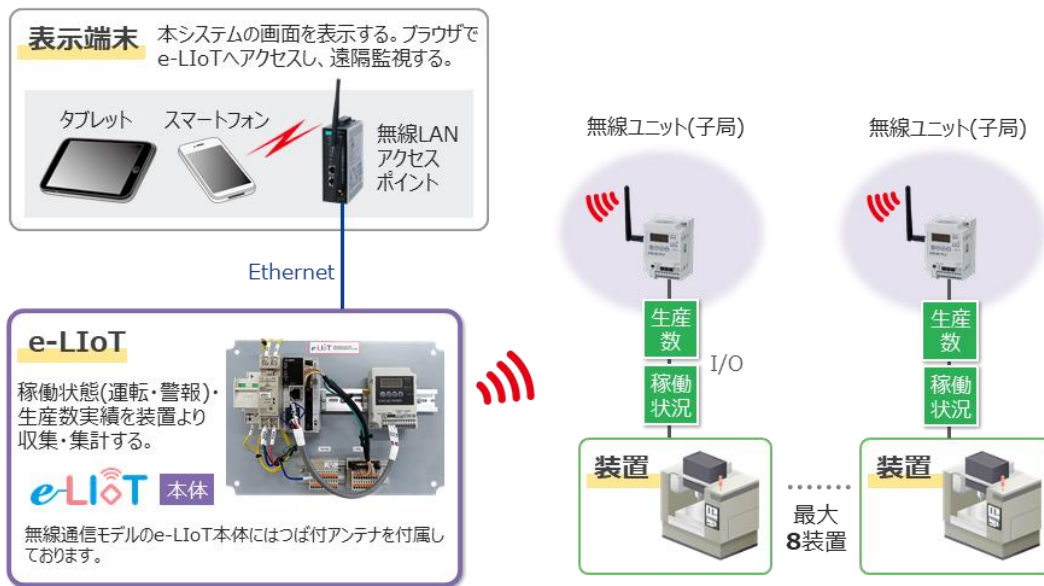 表示端末
本システムの画面を表示する。ブラウザで
e-LIoTへアクセスし、遠隔監視する。
タブレット
スマートフォン
無線LAN
アクセス
ポイント
Ethernet
e-LIoT
稼働状態(運転・警報)・
生産数実績を装置より
収集・集計する。
e-LIoT
e-LIoT 本体
無線通信モデルのe-LIoT本体にはつば付アンテナを付属し
ております。
無線ユニット(子局)
無線ユニット(子局)
生産
数
生産
数
I/O
稼働
状況
稼働
状況
装置
装置
最大
8装置